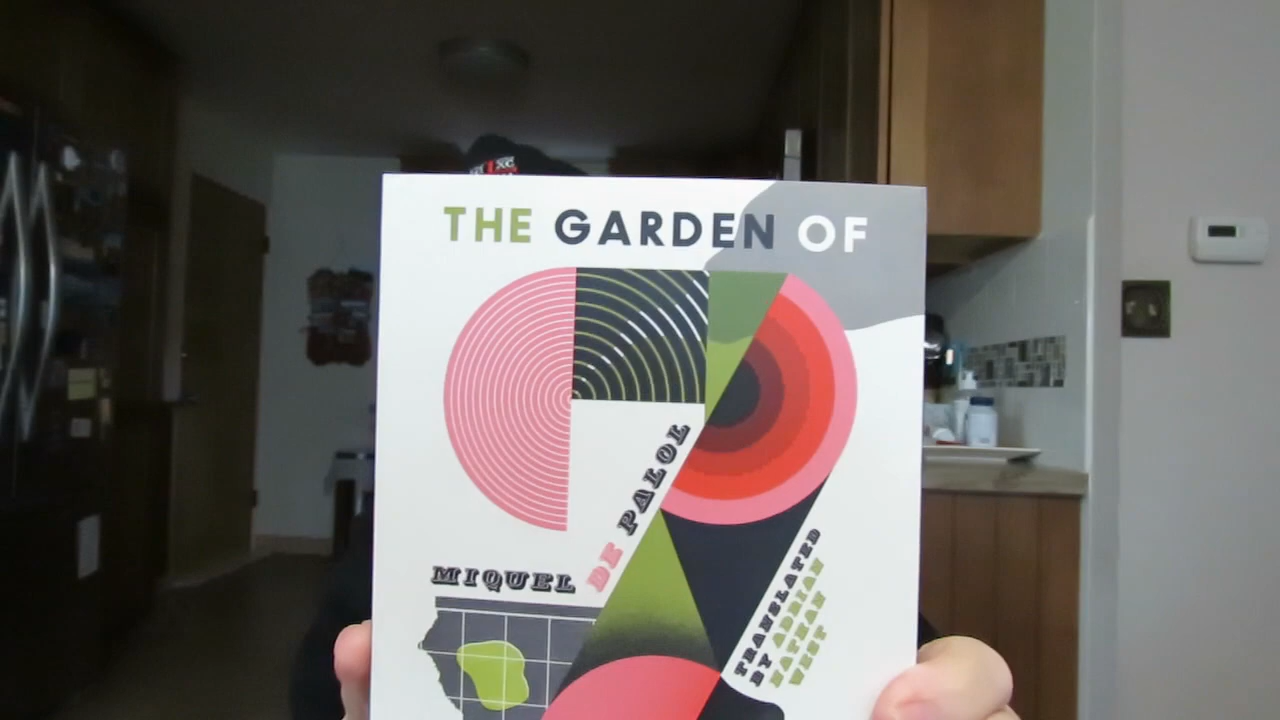 THE GARDEN OF
MIQUEL DE PALOL
TRANSLATED
BY ADRIAN
NATHAN
WEST